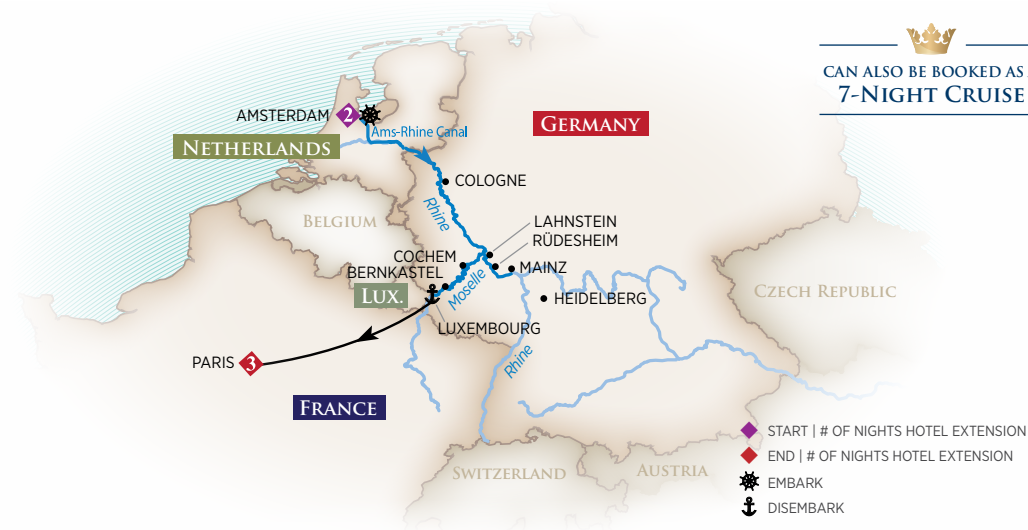 CAN ALSO BE BOOKED AS
7-NIGHT CRUISE
AMSTERDAM
2
Ams-Rhine Canal
GERMANY
NETHERLANDS
COLOGNE
BELGIUM
Rhine
LAHNSTEIN
RÜDESHEIM
COCHEM
MAINZ
BERNKASTEL
LUX.
Moselle
HEIDELBERG
CZECH REPUBLIC
LUXEMBOURG
PARIS
3
Rhine
FRANCE
START | # OF NIGHTS HOTEL EXTENSION
END | # OF NIGHTS HOTEL EXTENSION
SWITZERLAND
AUSTRIA
EMBARK
DISEMBARK